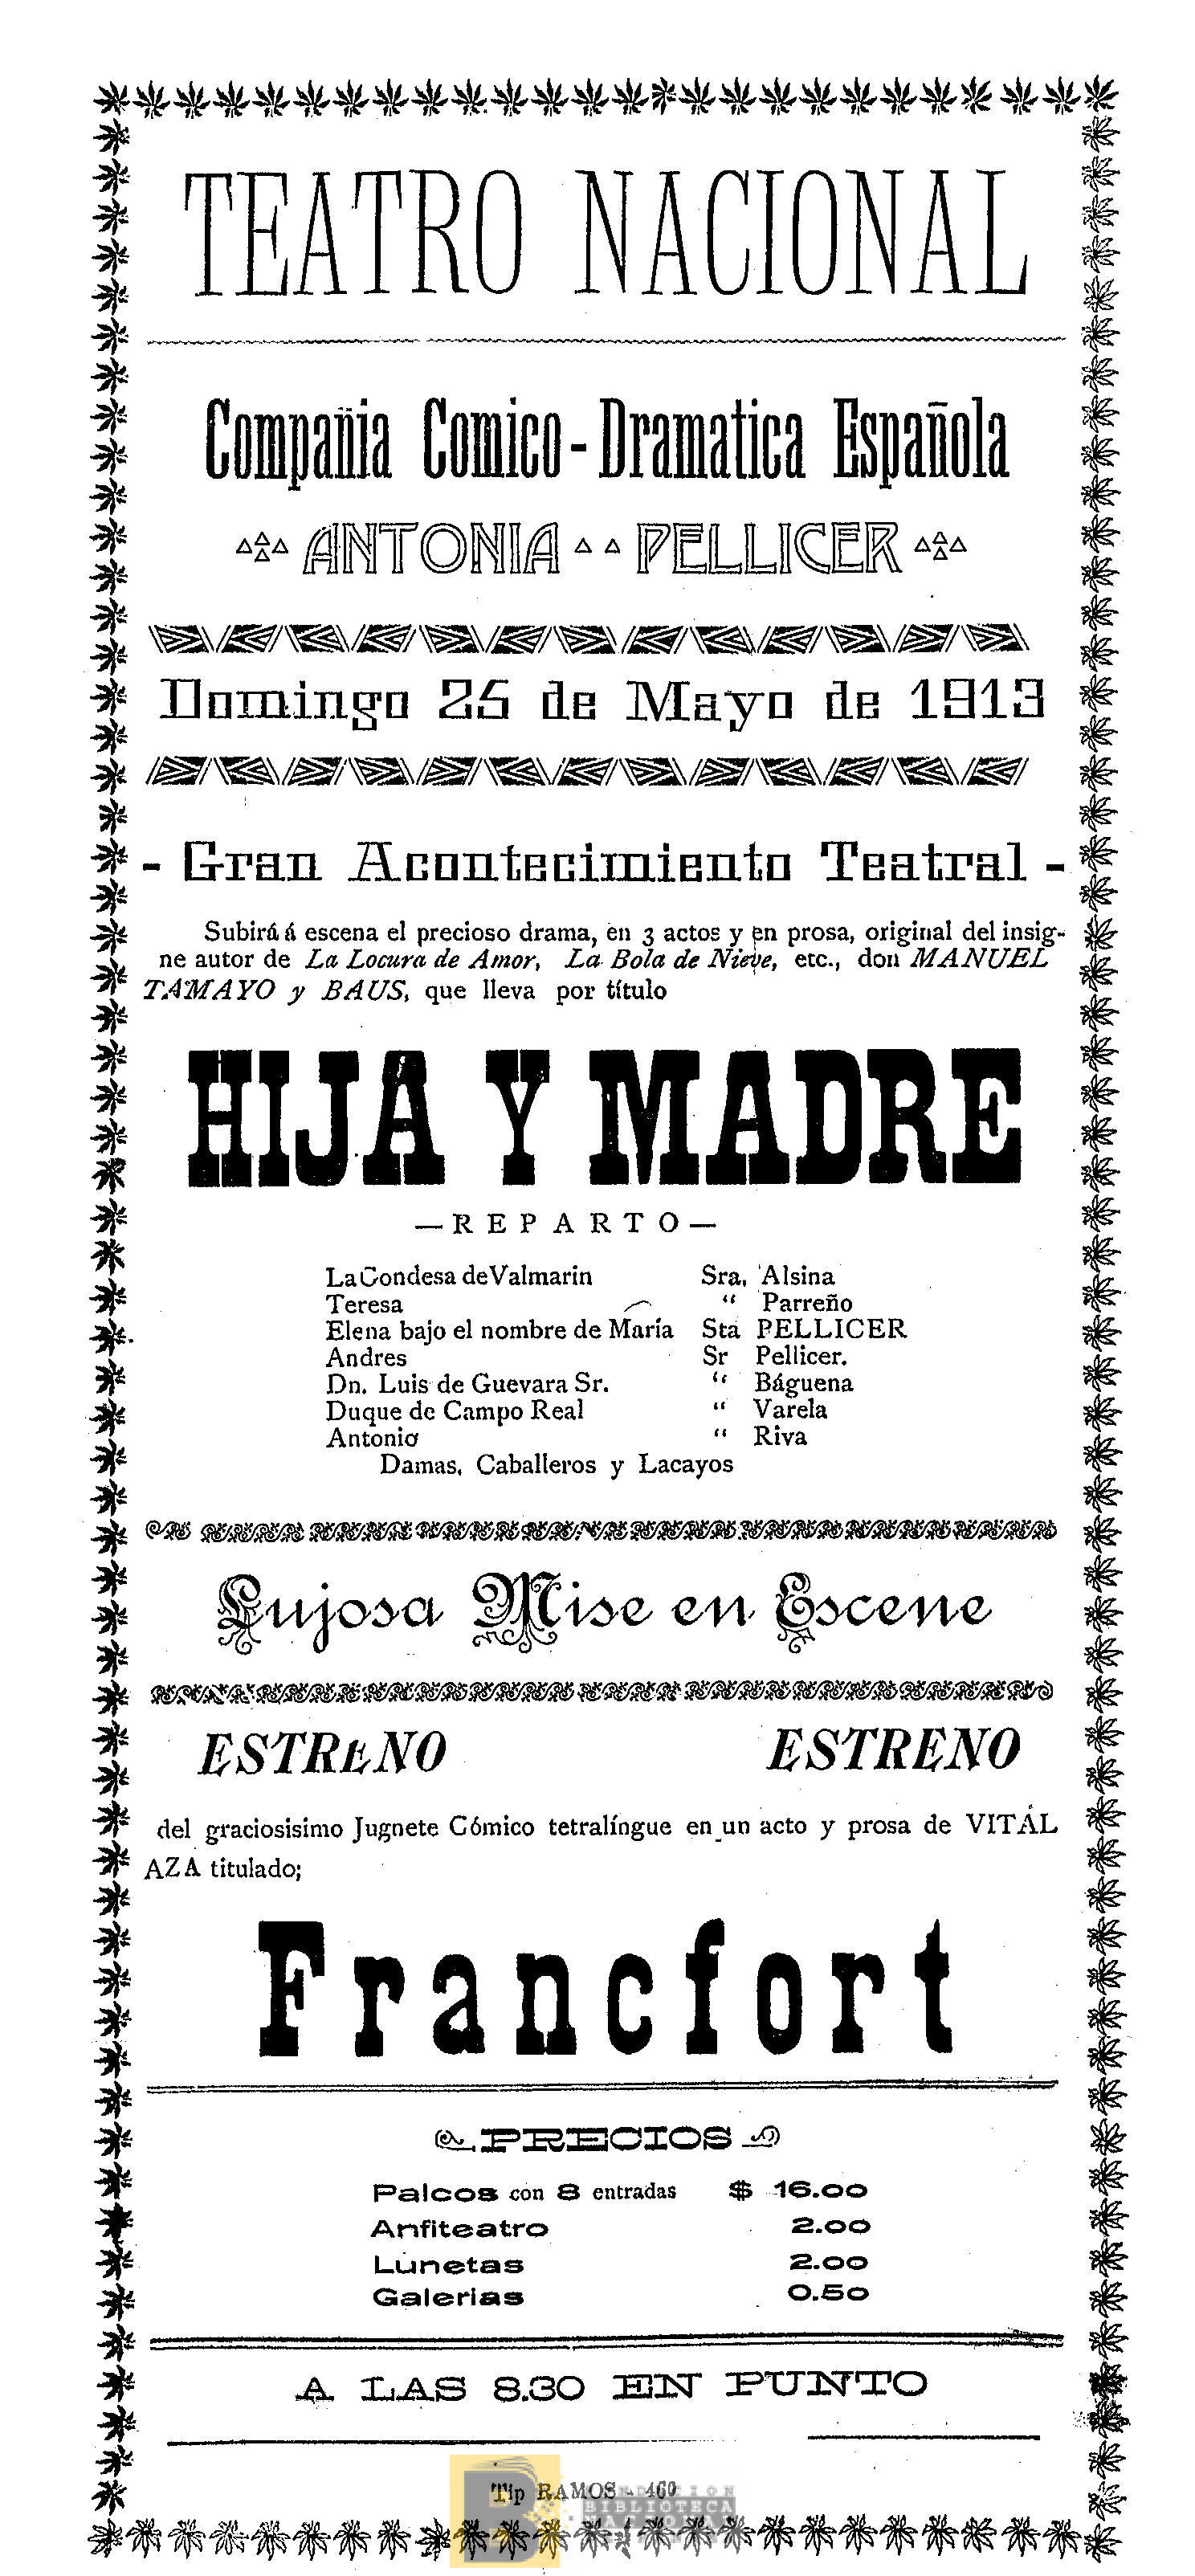 TEATRO NACIONAL
Compañia Comico-Dramatica Española
ANTONIA PELLICER
Domingo 25 de Mayo de 1913
- Gran Acontecimiento Teatral -
Subirá á escena el precioso drama, en 3 actos y en prosa, original del insig-
ne autor de La Locura de Amor, La Bola de Nieve, etc., don MANUEL
TAMAYO y BAUS, que lleva por título
HIJA Y MADRE
—REPARTO—
La Condesa de Valmarin Sra, Alsina
Teresa “ Parreño
Elena bajo el nombre de María Sta PELLICER
Andres Sr Pellicer.
Dn. Luis de Guevara Sr. “ Báguena
Duque de Campo Real “ Varela
Antonio “ Riva
Damas, Caballeros y Lacayos
Lujosa Mise en Escene
ESTRENO ESTRENO
del graciosisimo Jugnete Cómico tetralíngue en un acto y prosa de VITAL
AZA titulado;
Francfort
PRECIOS
Palcos con 8 entradas $ 16.00
Anfiteatro 2.00
Lunetas 2.00
Galerias 0.50
A LAS 8.30 EN PUNTO
Tip RAMOS - 460
BIBLIOTECA